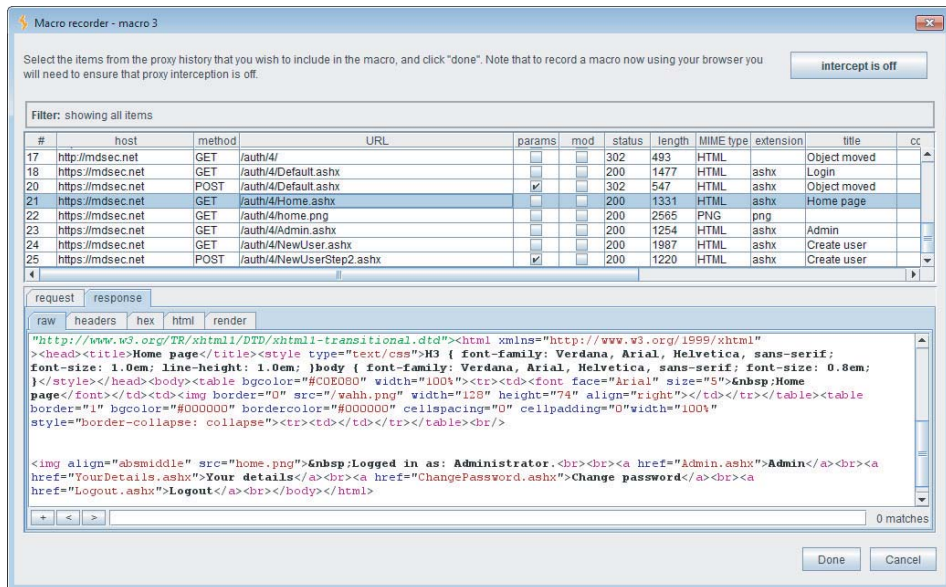 Macro recorder - macro 3
Select the items from the proxy history that you wish to include in the macro, and click "done". Note that to record a macro now using your browser you
will need to ensure that proxy interception is off.
intercept is off
Filter: showing all items
# host method URL params mod status length MIME type extension title co
17 http://mdsec.net GET /auth/4/ 302 493 HTML Object moved
18 https://mdsec.net GET /auth/4/Default.ashx 200 1477 HTML ashx Login
20 https://mdsec.net POST /auth/4/Default.ashx 302 547 HTML ashx Object moved
21 https://mdsec.net GET /auth/4/Home.ashx 200 1331 HTML ashx Home page
22 https://mdsec.net GET /auth/4/home.png 200 2565 PNG png
23 https://mdsec.net GET /auth/4/Admin.ashx 200 1254 HTML ashx Admin
24 https://mdsec.net GET /auth/4/NewUser.ashx 200 1987 HTML ashx Create user
25 https://mdsec.net POST /auth/4/NewUserStep2.ashx 200 1220 HTML ashx Create user
request response
raw headers hex html render
"http://www.w3.org/TR/xhtml1/DTD/xhtml1-transitional.dtd"><html xmlns="http://www.w3.org/1999/xhtml"
><head><title>Home page</title><style type="text/css">H3 { font-family: Verdana, Arial, Helvetica, sans-serif;
font-size: 1.0em; line-height: 1.0em; }body { font-family: Verdana, Arial, Helvetica, sans-serif; font-size: 0.8em;
}</style></head><body><table bgcolor="#C0E080" width="100%"><tr><td><font face="Arial" size="5">&nbsp;Home
page</font></td><td><img border="0" src="/wahh.png" width="128" height="74" align="right"></td></tr></table><table
border="1" bgcolor="#000000" bordercolor="#000000" cellspacing="0" cellpadding="0"width="100%"
style="border-collapse: collapse"><tr><td></td></tr></table><br/>
<img align="absmiddle" src="home.png">&nbsp;Logged in as: Administrator.<br><br><a href="Admin.ashx">Admin</a><br><a
href="YourDetails.ashx">Your details</a><br><a href="ChangePassword.ashx">Change password</a><br><a
href="Logout.ashx">Logout</a><br></body></html>
+ < > 0 matches
Done Cancel